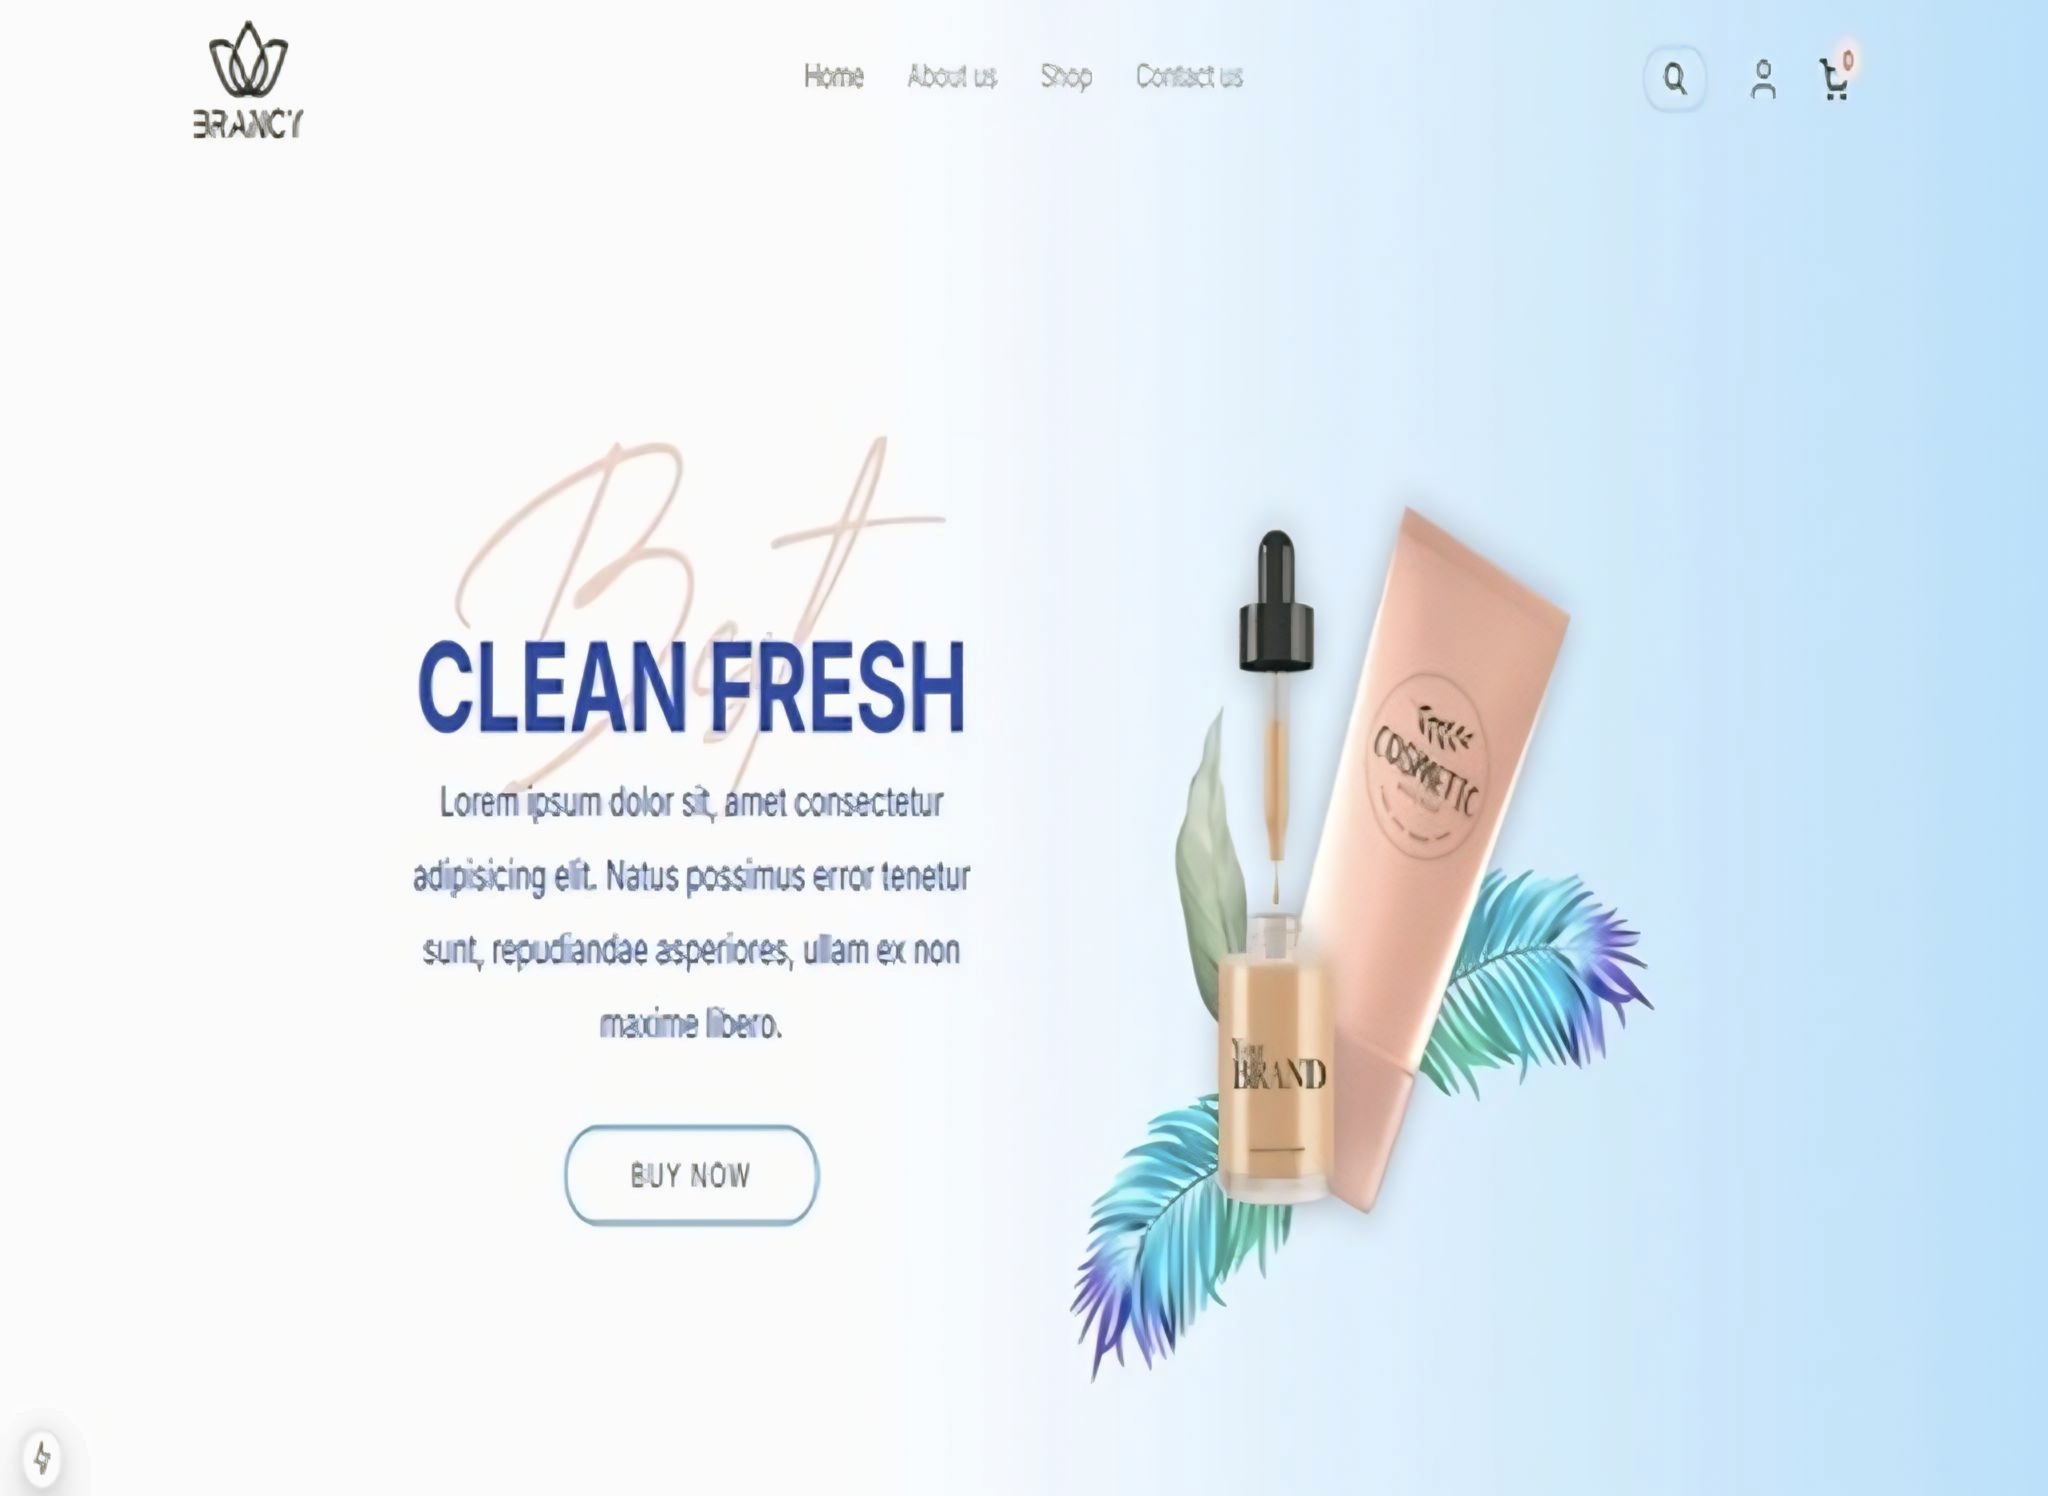 BRANCY
Home
About us
Shop
Contact us
0
Best
CLEAN FRESH
Lorem ipsum dolor sit, amet consectetur
adipisicing elit. Natus possimus error tenetur
sunt, repudiandae asperiores, ullam ex non
maxime libero.
BUY NOW
COSMETIC
BRAND